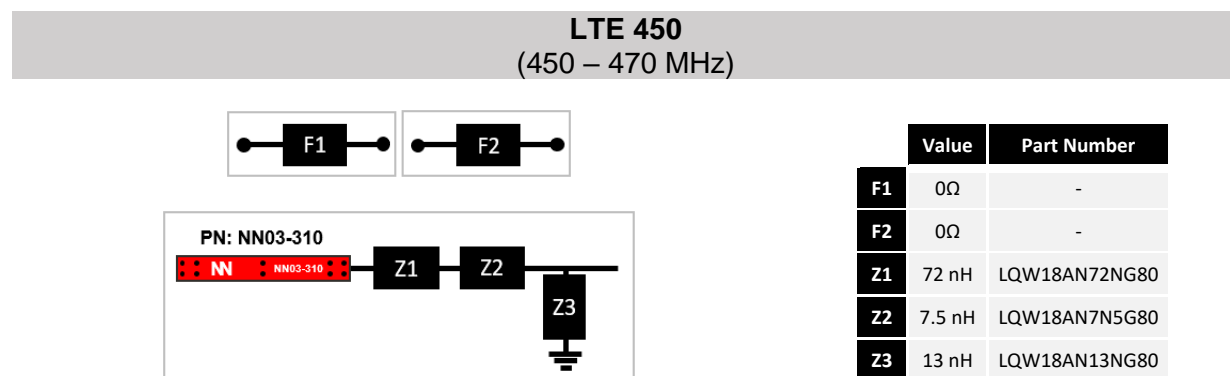 LTE 450
(450 – 470 MHz)
F1 F2
PN: NN03-310
NN NN03-310 Z1 Z2
Z3
Value Part Number
F1 0Ω -
F2 0Ω -
Z1 72 nH LQW18AN72NG80
Z2 7.5 nH LQW18AN7N5G80
Z3 13 nH LQW18AN13NG80